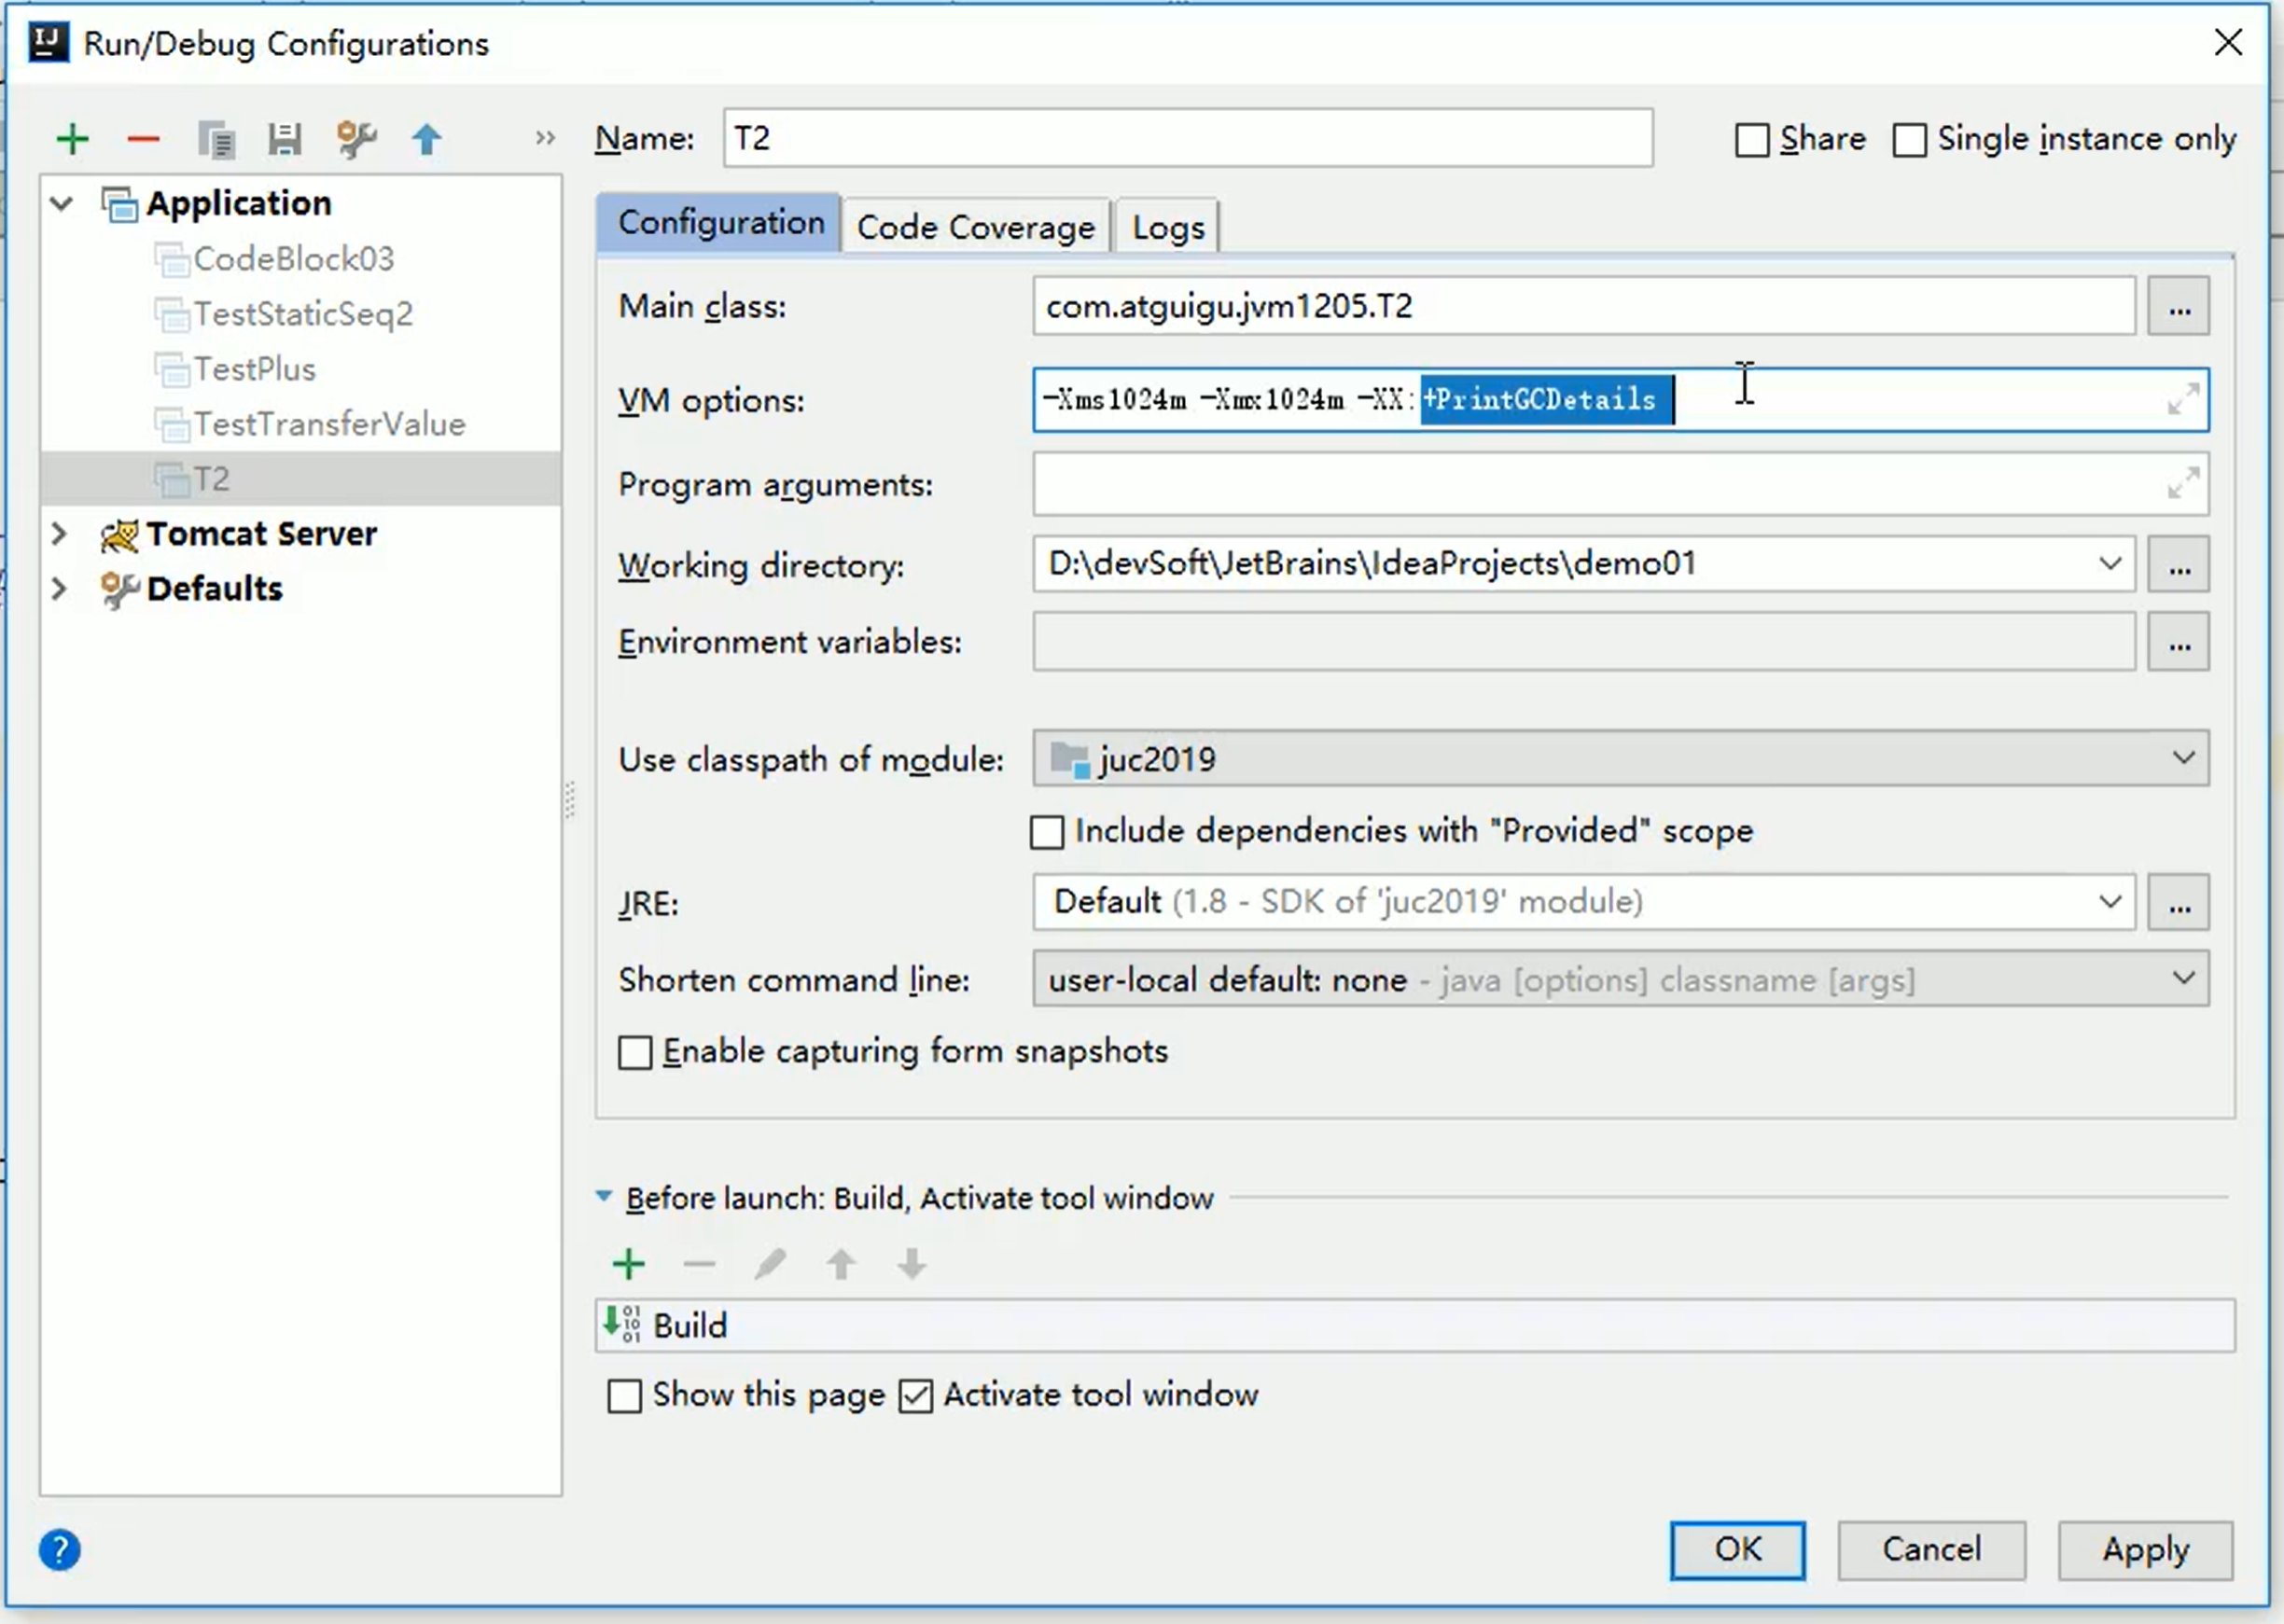 Run/Debug Configurations
Name: T2
Share
Single instance only
Application
CodeBlock03
TestStaticSeq2
TestPlus
TestTransferValue
T2
Tomcat Server
Defaults
Configuration
Code Coverage
Logs
Main class: com.atguigu.jvm1205.T2 ...
VM options: -Xms1024m -Xmx1024m -XX:+PrintGCDetails
Program arguments:
Working directory: D:\devSoft\JetBrains\IdeaProjects\demo01 ...
Environment variables: ...
Use classpath of module: juc2019
Include dependencies with "Provided" scope
JRE: Default (1.8 - SDK of 'juc2019' module) ...
Shorten command line: user-local default: none - java [options] classname [args]
Enable capturing form snapshots
Before launch: Build, Activate tool window
Build
Show this page
Activate tool window
OK
Cancel
Apply